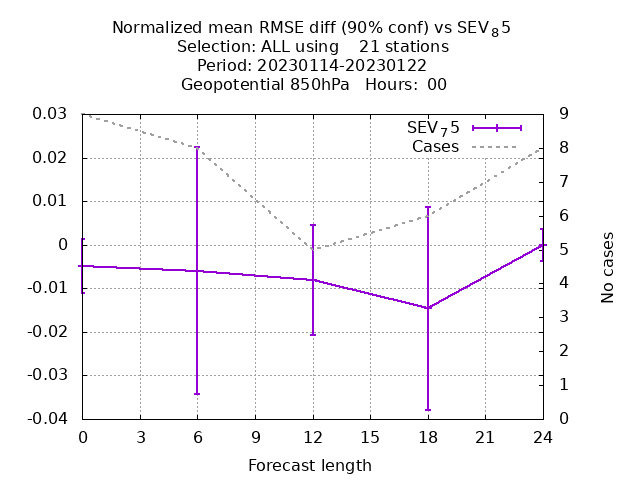 Normalized mean RMSE diff (90% conf) vs SEV₈5
Selection: ALL using    21 stations
Period: 20230114-20230122
Geopotential 850hPa   Hours:  00
SEV₇5
Cases
0.03
0.02
0.01
0
-0.01
-0.02
-0.03
-0.04
9
8
7
6
5
4
3
2
1
0
No cases
0 3 6 9 12 15 18 21 24
Forecast length